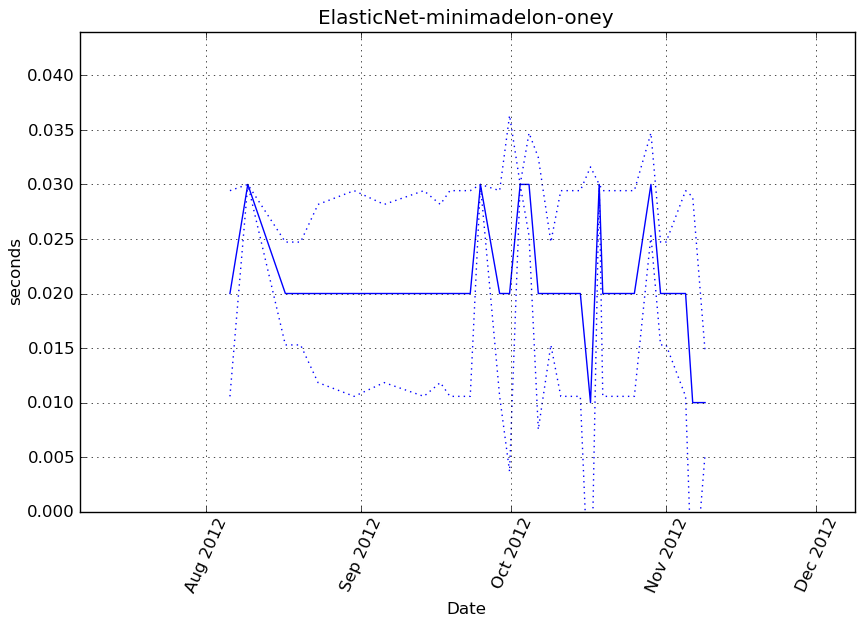 ElasticNet-minimadelon-oney
0.040
0.035
0.030
0.025
0.020
0.015
0.010
0.005
0.000
seconds
Aug 2012
Sep 2012
Oct 2012
Nov 2012
Dec 2012
Date